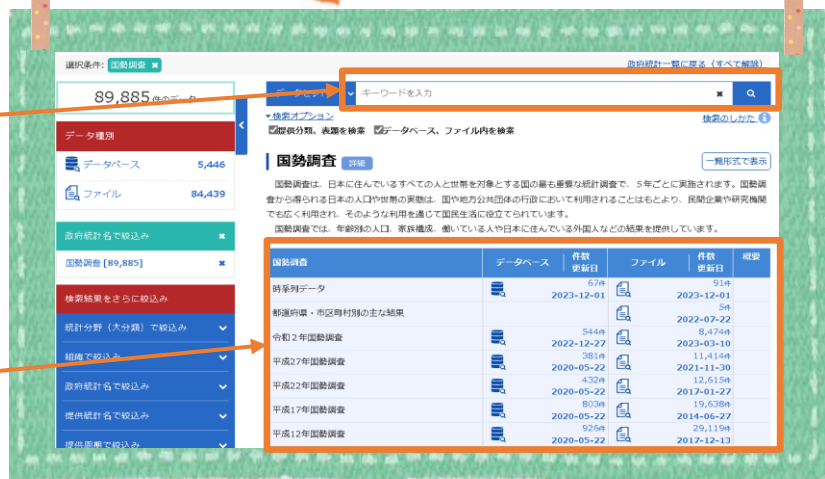 選択条件: 国勢調査 ×
政府統計一覧に戻る（すべて解除）
89,885 件のデータ
キーワードを入力
検索オプション
検索のしかた
提供分類、表題を検索 データベース、ファイル内を検索
データ種別
データベース 5,446
ファイル 84,439
政府統計名で絞込み ×
国勢調査 [89,885] ×
検索結果をさらに絞込み
統計分野（大分類）で絞込み
組織で絞込み
政府統計名で絞込み
提供統計名で絞込み
提供周期で絞込み
国勢調査 詳細
一覧形式で表示
国勢調査は、日本に住んでいるすべての人と世帯を対象とする国の最も重要な統計調査で、5年ごとに実施されます。国勢調
査から得られる日本の人口や世帯の実態は、国や地方公共団体の行政において利用されることはもとより、民間企業や研究機関
でも広く利用され、そのような利用を通じて国民生活に役立てられています。
国勢調査では、年齢別の人口、家族構成、働いている人や日本に住んでいる外国人などの結果を提供しています。
国勢調査 データベース 件数 更新日 ファイル 件数 更新日 概要
時系列データ 67件 2023-12-01 91件 2023-12-01
都道府県・市区町村別の主な結果 5件 2022-07-22
令和2年国勢調査 544件 2022-12-27 8,474件 2023-03-10
平成27年国勢調査 381件 2020-05-22 11,414件 2021-11-30
平成22年国勢調査 432件 2020-05-22 12,615件 2017-01-27
平成17年国勢調査 803件 2020-05-22 19,638件 2014-06-27
平成12年国勢調査 926件 2020-05-22 29,119件 2017-12-13